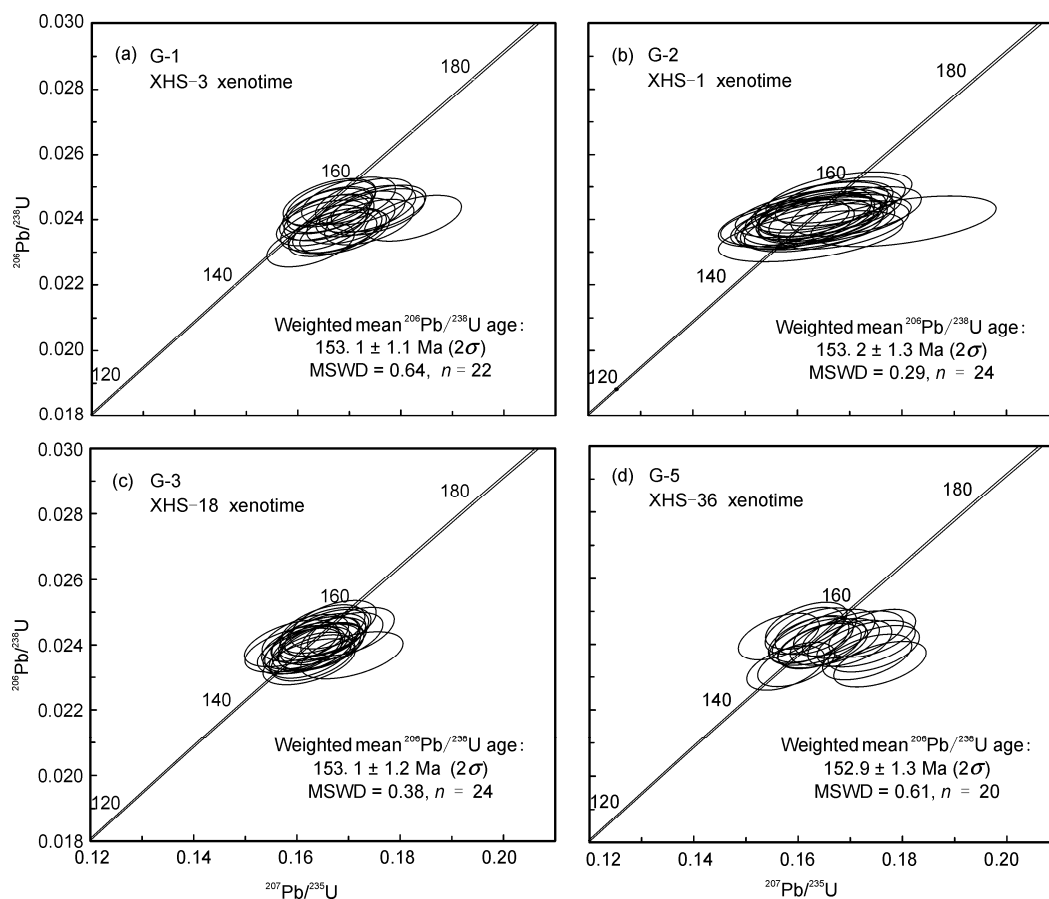 0.030
0.028
0.026
0.024
0.022
0.020
0.018
²⁰⁶Pb/²³⁸U
(a) G-1
XHS-3 xenotime
180
160
140
120
Weighted mean ²⁰⁶Pb/²³⁸U age:
153. 1 ± 1.1 Ma (2σ)
MSWD = 0.64, n = 22
(b) G-2
XHS-1 xenotime
180
160
140
120
Weighted mean ²⁰⁶Pb/²³⁸U age:
153. 2 ± 1.3 Ma (2σ)
MSWD = 0.29, n = 24
0.030
0.028
0.026
0.024
0.022
0.020
0.018
²⁰⁶Pb/²³⁸U
(c) G-3
XHS-18 xenotime
180
160
140
120
Weighted mean ²⁰⁶Pb/²³⁸U age:
153. 1 ± 1.2 Ma (2σ)
MSWD = 0.38, n = 24
0.12 0.14 0.16 0.18 0.20
²⁰⁷Pb/²³⁵U
(d) G-5
XHS-36 xenotime
180
160
140
120
Weighted mean ²⁰⁶Pb/²³⁸U age:
152.9 ± 1.3 Ma (2σ)
MSWD = 0.61, n = 20
0.12 0.14 0.16 0.18 0.20
²⁰⁷Pb/²³⁵U